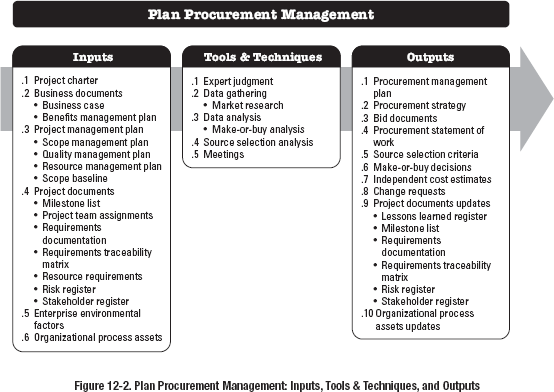 Plan Procurement Management
Inputs
.1 Project charter
.2 Business documents
• Business case
• Benefits management plan
.3 Project management plan
• Scope management plan
• Quality management plan
• Resource management plan
• Scope baseline
.4 Project documents
• Milestone list
• Project team assignments
• Requirements
documentation
• Requirements traceability
matrix
• Resource requirements
• Risk register
• Stakeholder register
.5 Enterprise environmental
factors
.6 Organizational process assets
Tools & Techniques
.1 Expert judgment
.2 Data gathering
• Market research
.3 Data analysis
• Make-or-buy analysis
.4 Source selection analysis
.5 Meetings
Outputs
.1 Procurement management
plan
.2 Procurement strategy
.3 Bid documents
.4 Procurement statement of
work
.5 Source selection criteria
.6 Make-or-buy decisions
.7 Independent cost estimates
.8 Change requests
.9 Project documents updates
• Lessons learned register
• Milestone list
• Requirements
documentation
• Requirements traceability
matrix
• Risk register
• Stakeholder register
.10 Organizational process
assets updates
Figure 12-2. Plan Procurement Management: Inputs, Tools & Techniques, and Outputs